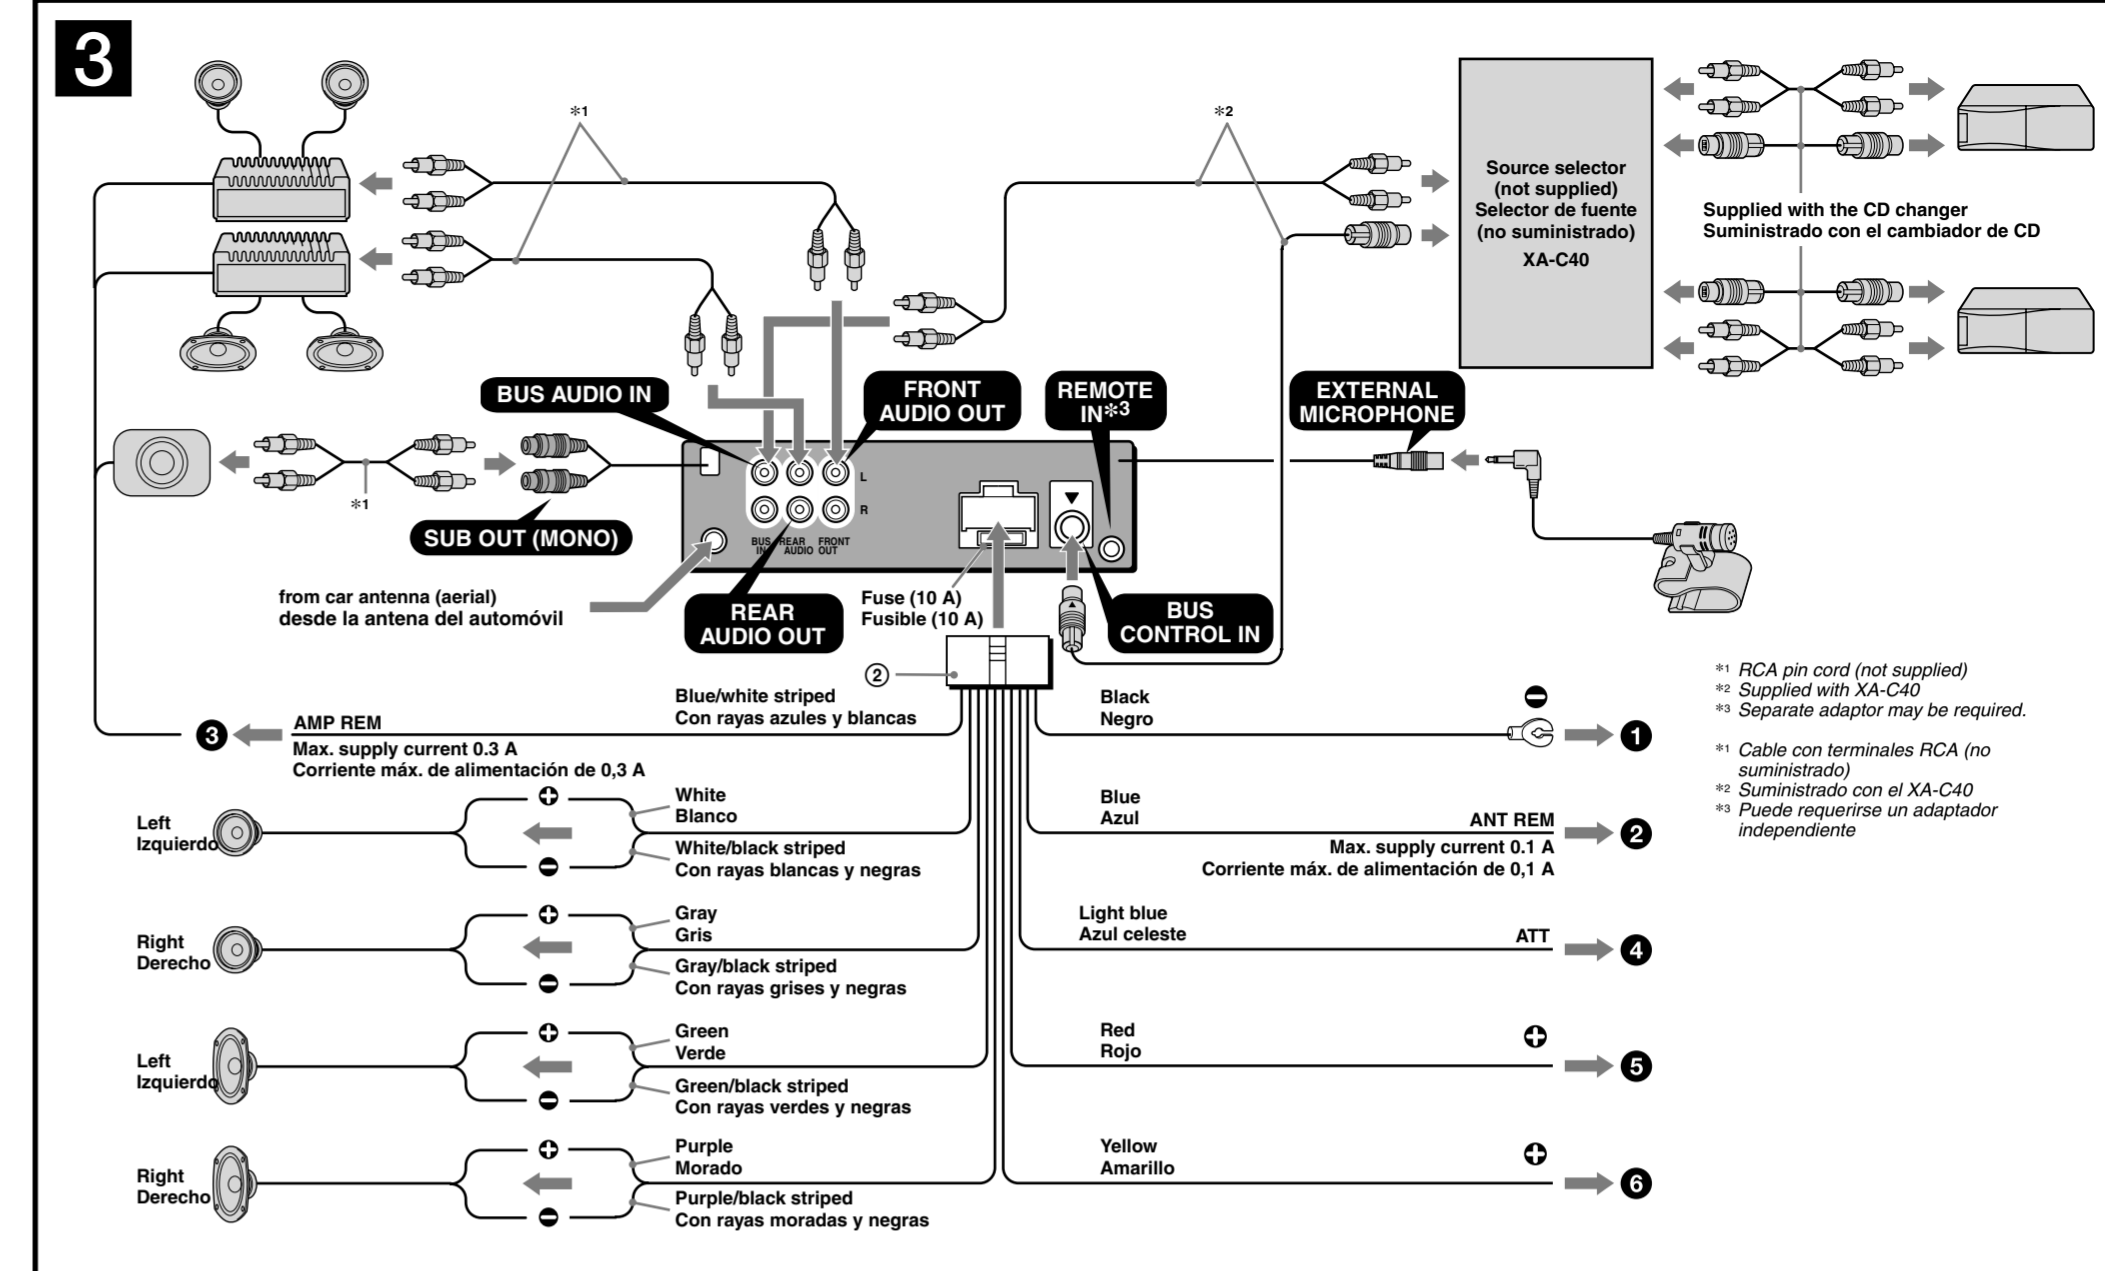 3
*1
*2
Source selector
(not supplied)
Selector de fuente
(no suministrado)
XA-C40
Supplied with the CD changer
Suministrado con el cambiador de CD
BUS AUDIO IN
FRONT
AUDIO OUT
REMOTE
IN*3
EXTERNAL
MICROPHONE
*1
SUB OUT (MONO)
L
R
BUS
IN
REAR
FRONT
AUDIO OUT
from car antenna (aerial)
desde la antena del automóvil
REAR
AUDIO OUT
Fuse (10 A)
Fusible (10 A)
BUS
CONTROL IN
2
*1 RCA pin cord (not supplied)
*2 Supplied with XA-C40
*3 Separate adaptor may be required.
*1 Cable con terminales RCA (no
suministrado)
*2 Suministrado con el XA-C40
*3 Puede requerirse un adaptador
independiente
Blue/white striped
Con rayas azules y blancas
3
AMP REM
Max. supply current 0.3 A
Corriente máx. de alimentación de 0,3 A
Black
Negro
1
Left
Izquierdo
White
Blanco
White/black striped
Con rayas blancas y negras
Blue
Azul
ANT REM
2
Max. supply current 0.1 A
Corriente máx. de alimentación de 0,1 A
Right
Derecho
Gray
Gris
Gray/black striped
Con rayas grises y negras
Light blue
Azul celeste
ATT
4
Left
Izquierdo
Green
Verde
Green/black striped
Con rayas verdes y negras
Red
Rojo
5
Right
Derecho
Purple
Morado
Purple/black striped
Con rayas moradas y negras
Yellow
Amarillo
6